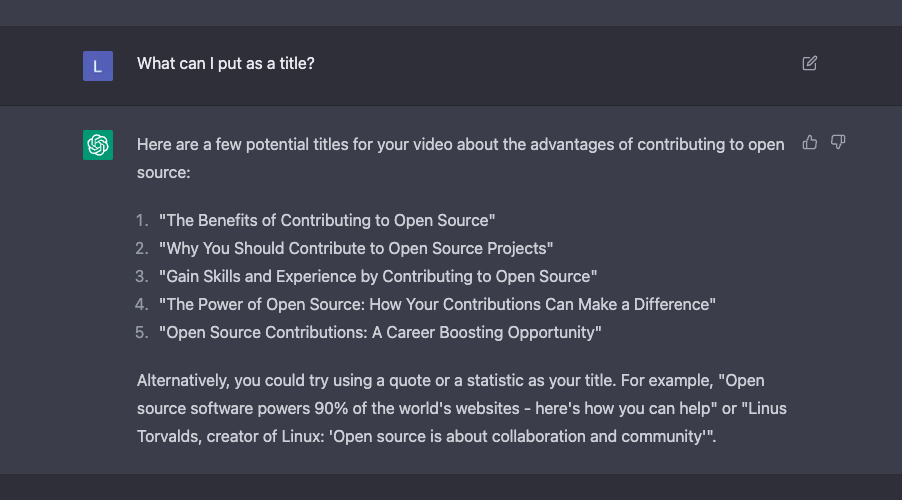 L
What can I put as a title?
Here are a few potential titles for your video about the advantages of contributing to open
source:
1. "The Benefits of Contributing to Open Source"
2. "Why You Should Contribute to Open Source Projects"
3. "Gain Skills and Experience by Contributing to Open Source"
4. "The Power of Open Source: How Your Contributions Can Make a Difference"
5. "Open Source Contributions: A Career Boosting Opportunity"
Alternatively, you could try using a quote or a statistic as your title. For example, "Open
source software powers 90% of the world's websites - here's how you can help" or "Linus
Torvalds, creator of Linux: 'Open source is about collaboration and community'".